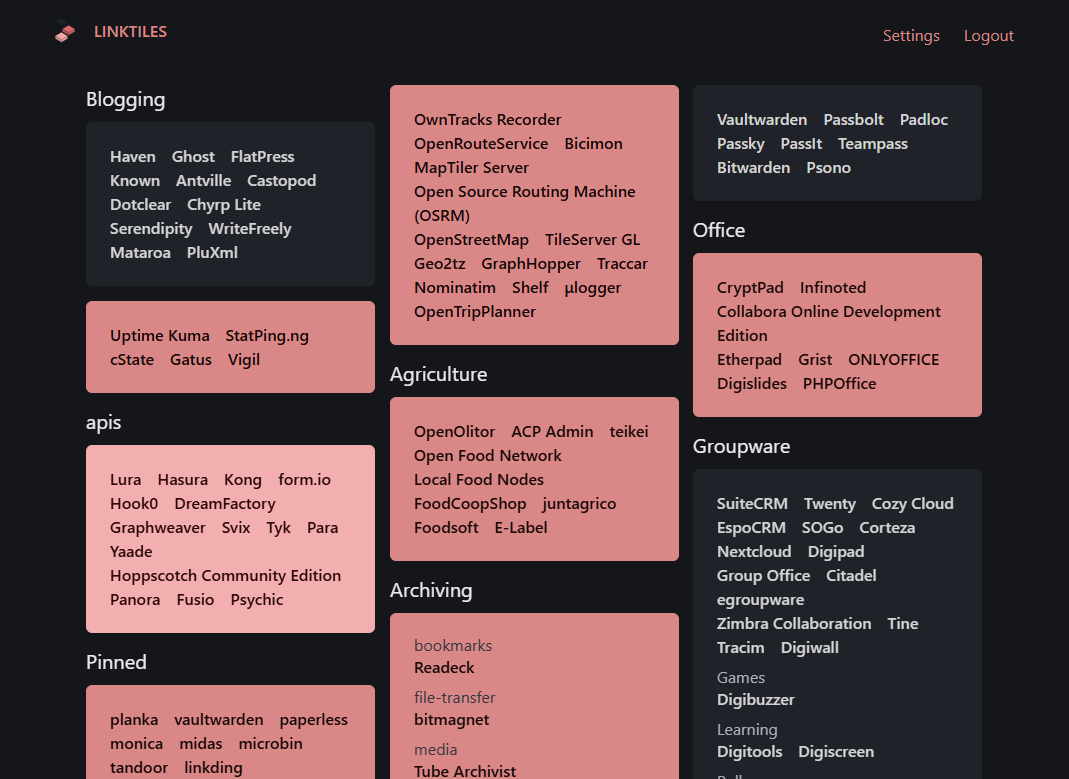 LINKTILES
Settings Logout
Blogging
Haven Ghost FlatPress
Known Antville Castopod
Dotclear Chyrp Lite
Serendipity WriteFreely
Mataroa PluXml
Uptime Kuma StatPing.ng
cState Gatus Vigil
apis
Lura Hasura Kong form.io
Hook0 DreamFactory
Graphweaver Svix Tyk Para
Yaade
Hoppscotch Community Edition
Panora Fusio Psychic
Pinned
planka vaultwarden paperless
monica midas microbin
tandoor linkding
OwnTracks Recorder
OpenRouteService Bicimon
MapTiler Server
Open Source Routing Machine
(OSRM)
OpenStreetMap TileServer GL
Geo2tz GraphHopper Traccar
Nominatim Shelf µlogger
OpenTripPlanner
Agriculture
OpenOlitor ACP Admin teikei
Open Food Network
Local Food Nodes
FoodCoopShop juntagrico
Foodsoft E-Label
Archiving
bookmarks
Readeck
file-transfer
bitmagnet
media
Tube Archivist
Vaultwarden Passbolt Padloc
Passky PassIt Teampass
Bitwarden Psono
Office
CryptPad Infinoted
Collabora Online Development
Edition
Etherpad Grist ONLYOFFICE
Digislides PHPOffice
Groupware
SuiteCRM Twenty Cozy Cloud
EspoCRM SOGo Corteza
Nextcloud Digipad
Group Office Citadel
egroupware
Zimbra Collaboration Tine
Tracim Digiwall
Games
Digibuzzer
Learning
Digitools Digiscreen